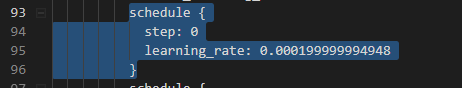 93 schedule {
94 step: 0
95 learning_rate: 0.000199999994948
96 }